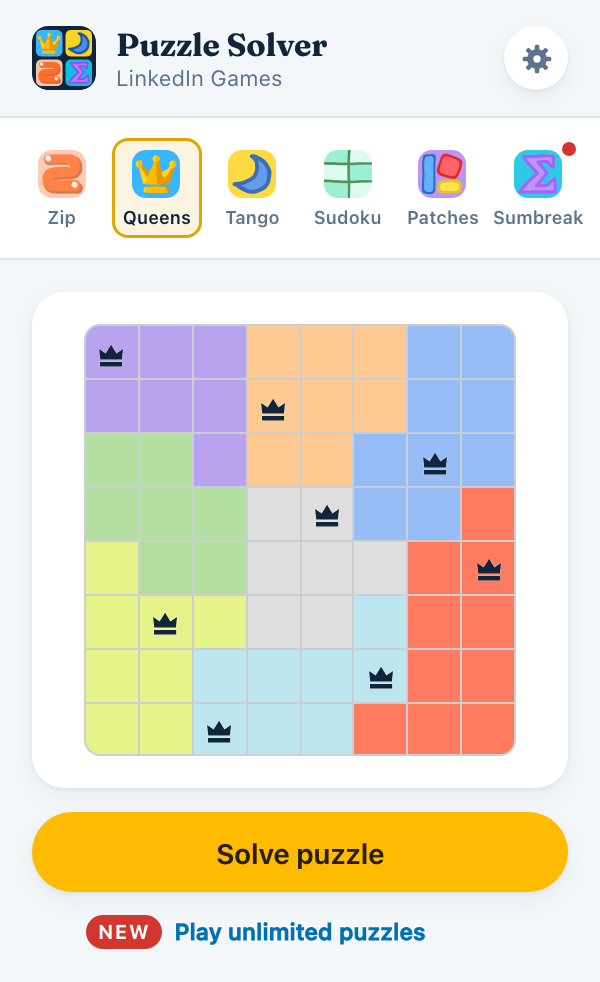 Puzzle Solver
LinkedIn Games
Zip
Queens
Tango
Sudoku
Patches
Sumbreak
Solve puzzle
NEW
Play unlimited puzzles